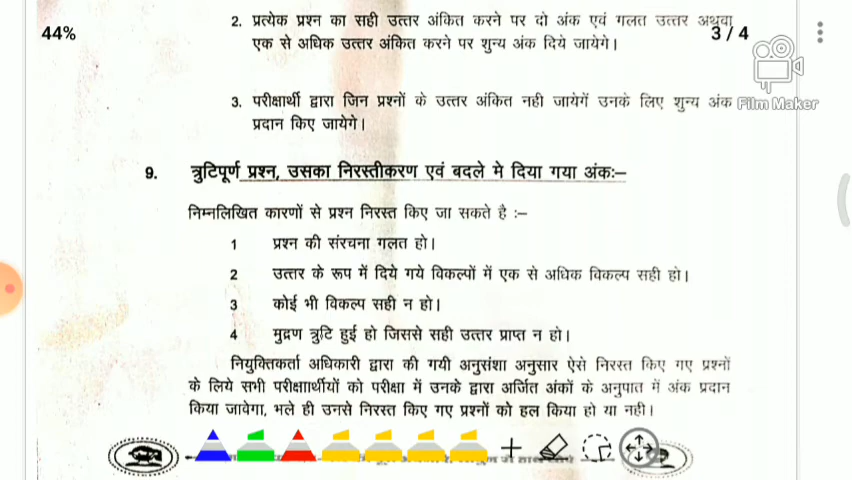 44%
3 / 4
2. प्रत्येक प्रश्न का सही उत्तर अंकित करने पर दो अंक एवं गलत उत्तर अथवा
एक से अधिक उत्तर अंकित करने पर शुन्य अंक दिये जायेगे।
3. परीक्षार्थी द्वारा जिन प्रश्नों के उत्तर अंकित नही जायेगें उनके लिए शुन्य अंक
Film Maker
प्रदान किए जायेगे।
9. त्रुटिपूर्ण प्रश्न, उसका निरस्तीकरण एवं बदले मे दिया गया अंकः–
निम्नलिखित कारणों से प्रश्न निरस्त किए जा सकते है :–
1 प्रश्न की संरचना गलत हो।
2 उत्तर के रूप में दिये गये विकल्पों में एक से अधिक विकल्प सही हो।
3 कोई भी विकल्प सही न हो।
4 मुद्रण त्रुटि हुई हो जिससे सही उत्तर प्राप्त न हो।
नियुक्तिकर्ता अधिकारी द्वारा की गयी अनुसंशा अनुसार ऐसे निरस्त किए गए प्रश्नों
के लिये सभी परीक्षाार्थीयों को परीक्षा में उनके द्वारा अर्जित अंकों के अनुपात में अंक प्रदान
किया जावेगा, भले ही उनसे निरस्त किए गए प्रश्नों को हल किया हो या नही।